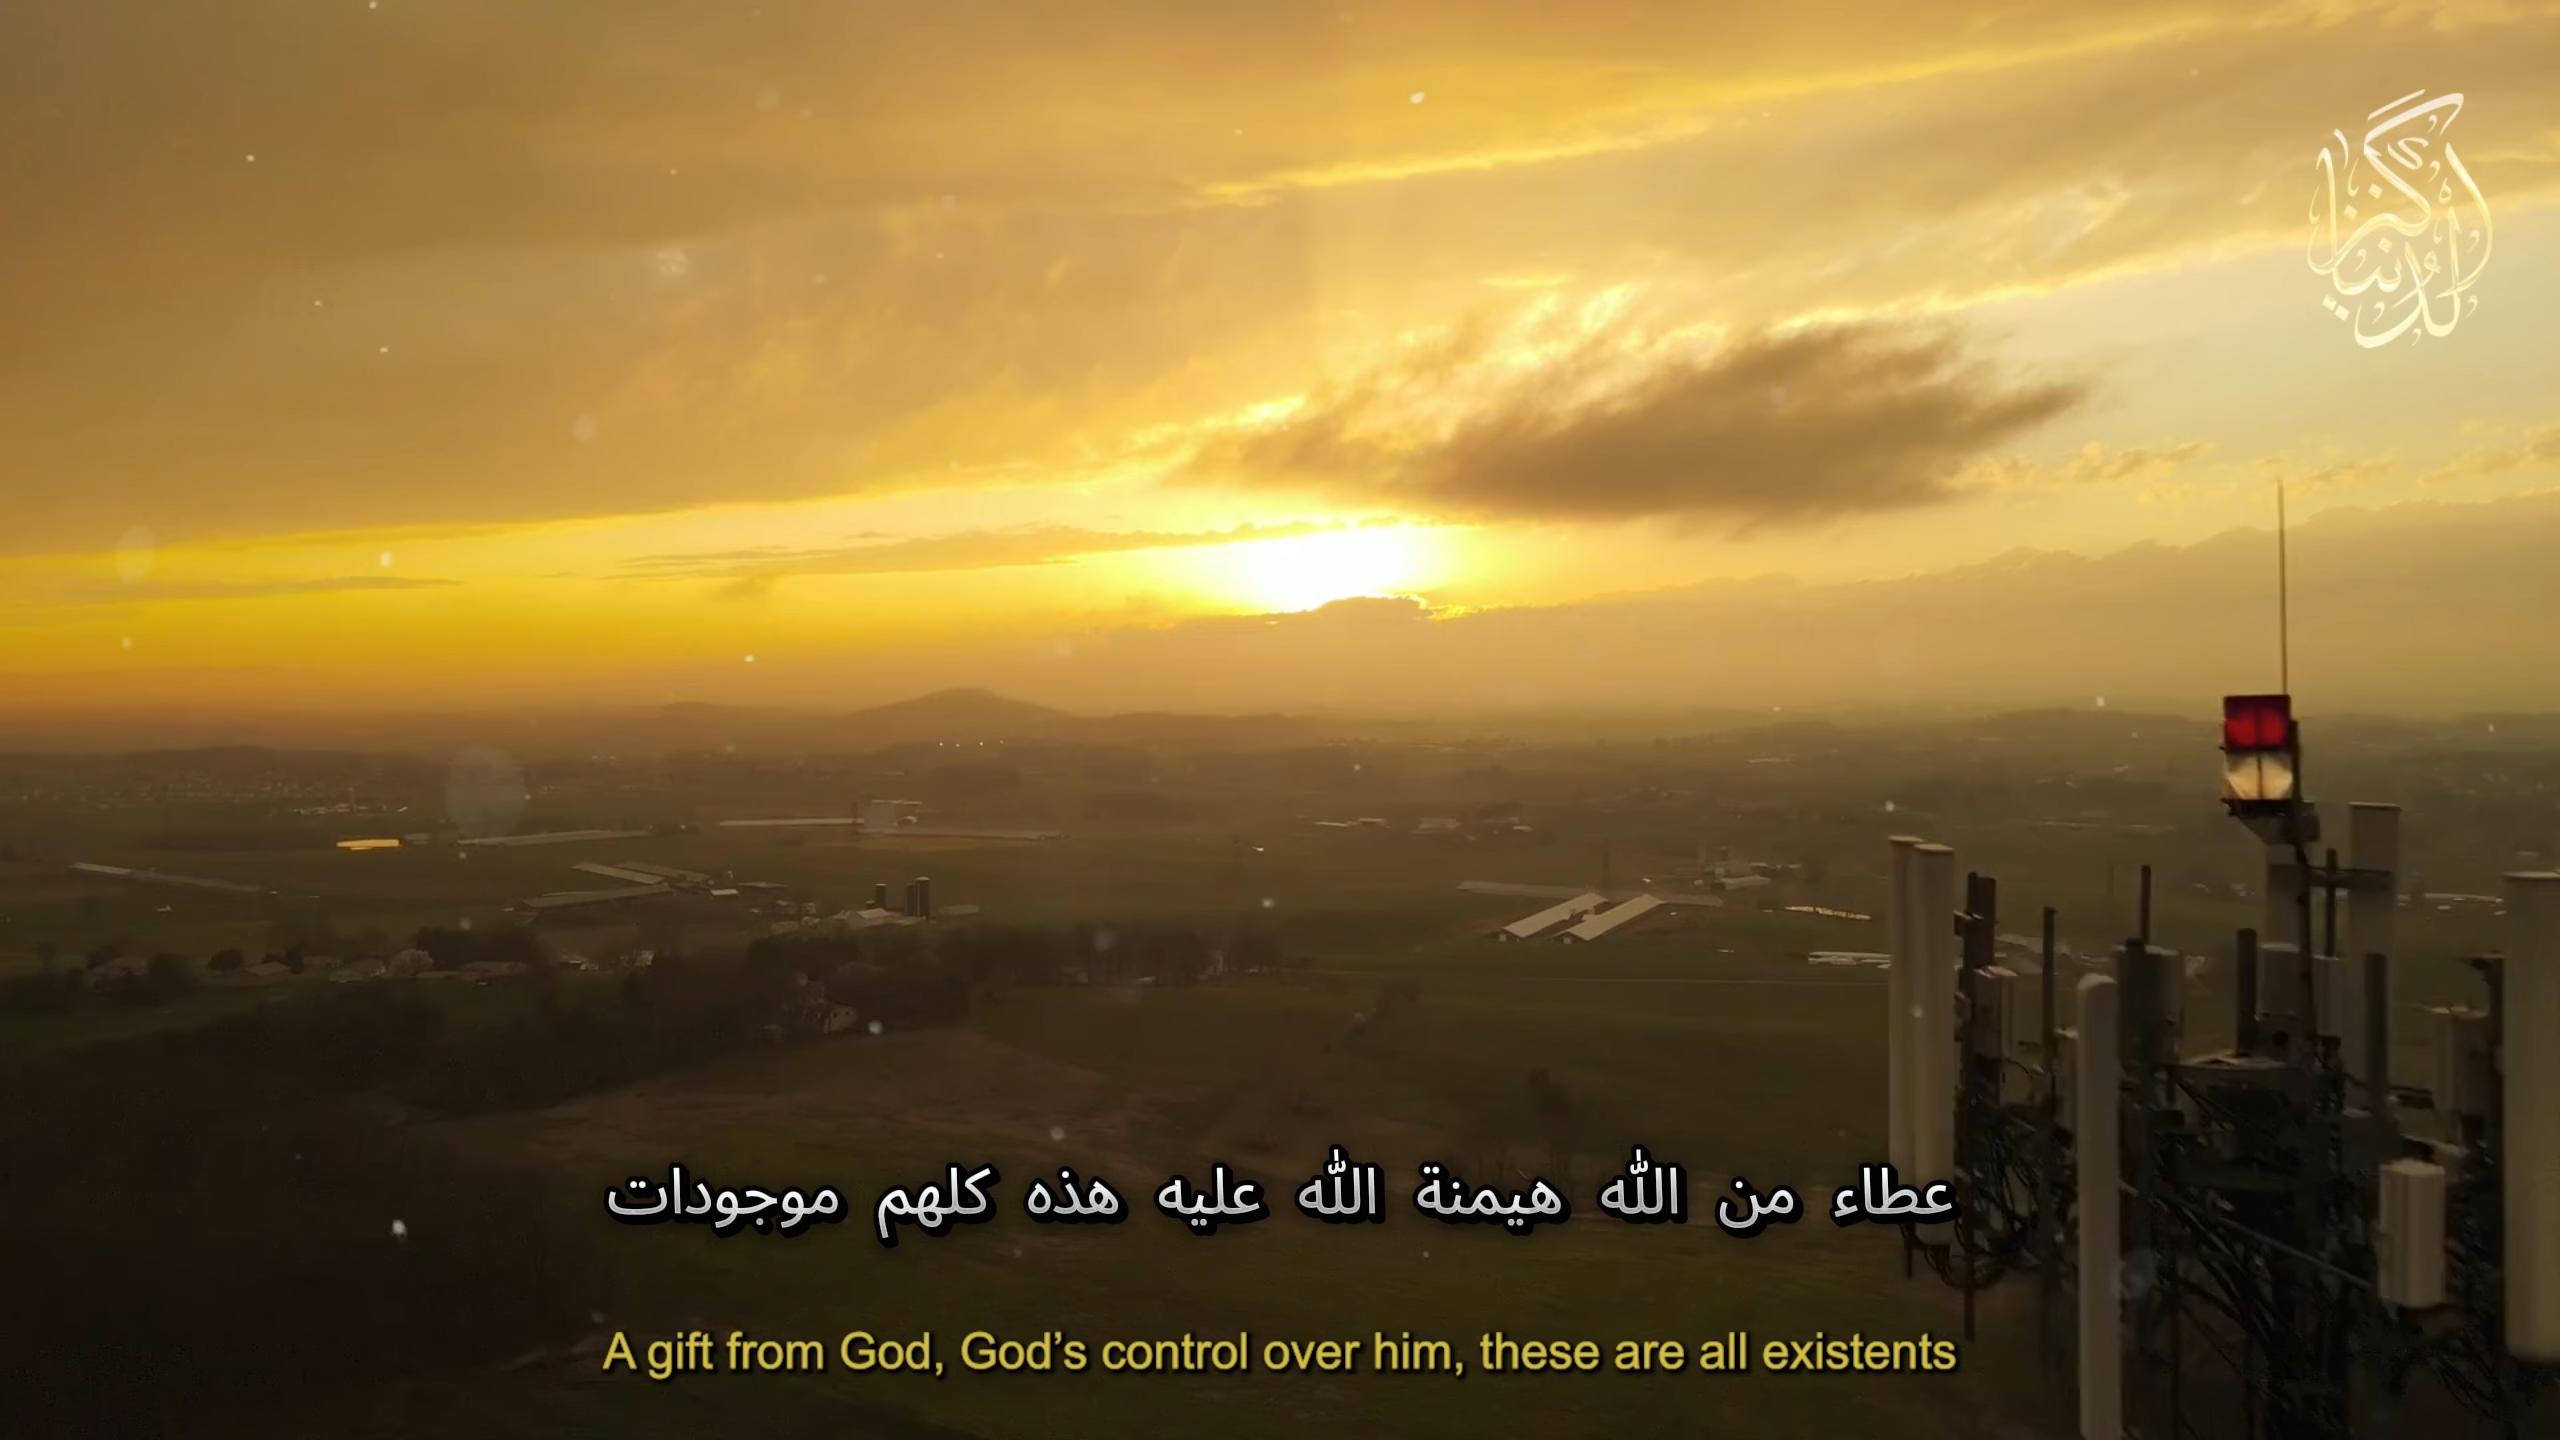 عطاء من الله هيمنة الله عليه هذه كلهم موجودات
A gift from God, God’s control over him, these are all existents